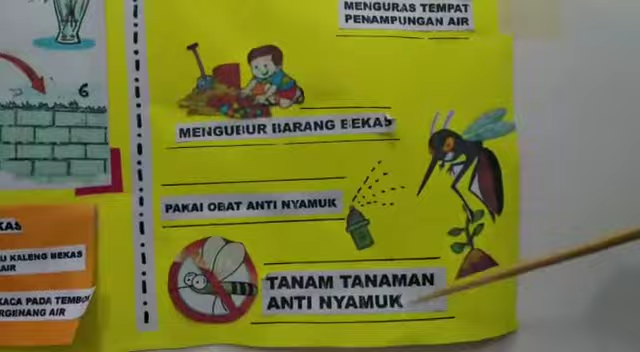 MENGURAS TEMPAT
PENAMPUNGAN AIR
6
MENGUBUR BARANG BEKAS
PAKAI OBAT ANTI NYAMUK
KALENG BEKAS
AIR
KACA PADA TEMBOK
AIR
TANAM TANAMAN
ANTI NYAMUK